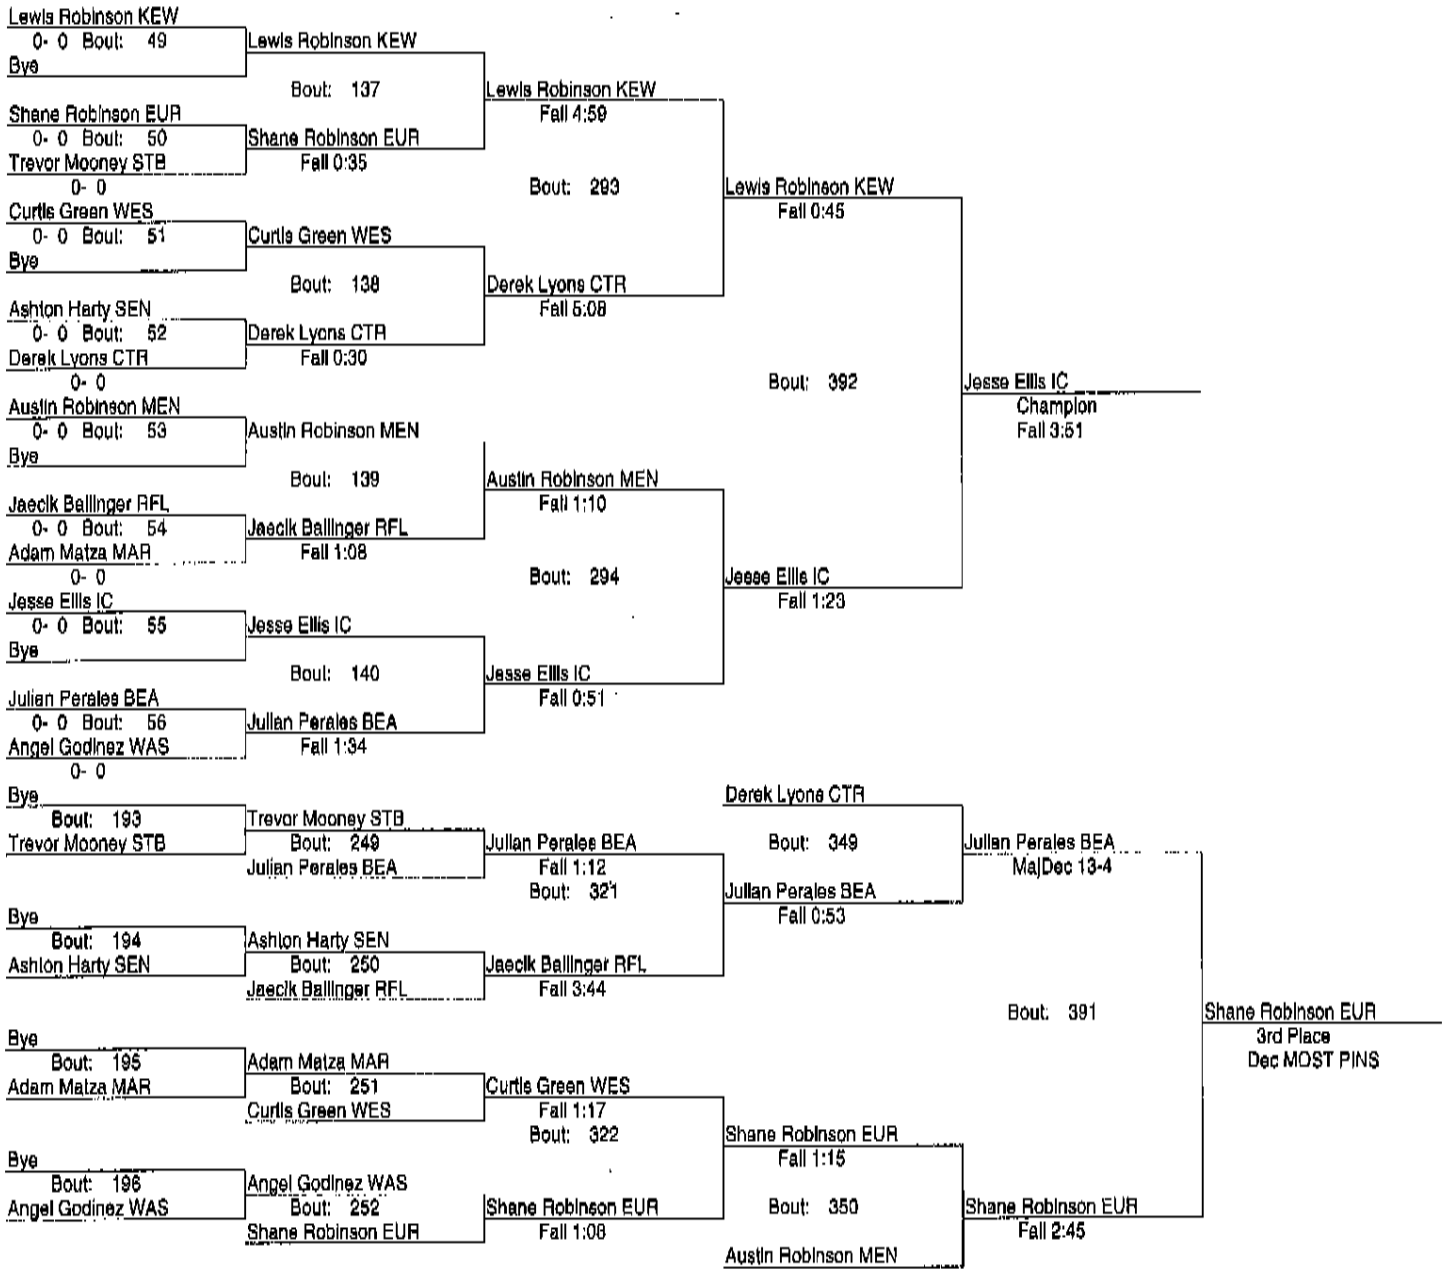 Lewis Robinson KEW
0- 0 Bout: 49
Bye
Lewis Robinson KEW
Bout: 137
Shane Robinson EUR
0- 0 Bout: 50
Trevor Mooney STB
0- 0
Shane Robinson EUR
Fall 0:35
Lewis Robinson KEW
Fall 4:59
Bout: 293
Curtis Green WES
0- 0 Bout: 51
Bye
Curtis Green WES
Bout: 138
Ashton Harty SEN
0- 0 Bout: 52
Derek Lyons CTR
0- 0
Derek Lyons CTR
Fall 0:30
Derek Lyons CTR
Fall 5:08
Lewis Robinson KEW
Fall 0:45
Bout: 392
Austin Robinson MEN
0- 0 Bout: 53
Bye
Austin Robinson MEN
Bout: 139
Jaecik Ballinger RFL
0- 0 Bout: 54
Adam Matza MAR
0- 0
Jaecik Ballinger RFL
Fall 1:08
Austin Robinson MEN
Fall 1:10
Bout: 294
Jesse Ellis IC
0- 0 Bout: 55
Bye
Jesse Ellis IC
Bout: 140
Julian Perales BEA
0- 0 Bout: 56
Angel Godinez WAS
0- 0
Julian Perales BEA
Fall 1:34
Jesse Ellis IC
Fall 0:51
Jesse Ellis IC
Fall 1:23
Jesse Ellis IC
Champion
Fall 3:51
Bye
Bout: 193
Trevor Mooney STB
Trevor Mooney STB
Bout: 249
Julian Perales BEA
Julian Perales BEA
Fall 1:12
Bout: 321
Bye
Bout: 194
Ashton Harty SEN
Ashton Harty SEN
Bout: 250
Jaecik Ballinger RFL
Jaecik Ballinger RFL
Fall 3:44
Derek Lyons CTR
Bout: 349
Julian Perales BEA
Fall 0:53
Julian Perales BEA
MajDec 13-4
Bout: 391
Bye
Bout: 195
Adam Matza MAR
Adam Matza MAR
Bout: 251
Curtis Green WES
Curtis Green WES
Fall 1:17
Bout: 322
Bye
Bout: 196
Angel Godinez WAS
Angel Godinez WAS
Bout: 252
Shane Robinson EUR
Shane Robinson EUR
Fall 1:08
Shane Robinson EUR
Fall 1:15
Bout: 350
Austin Robinson MEN
Shane Robinson EUR
Fall 2:45
Shane Robinson EUR
3rd Place
Dec MOST PINS